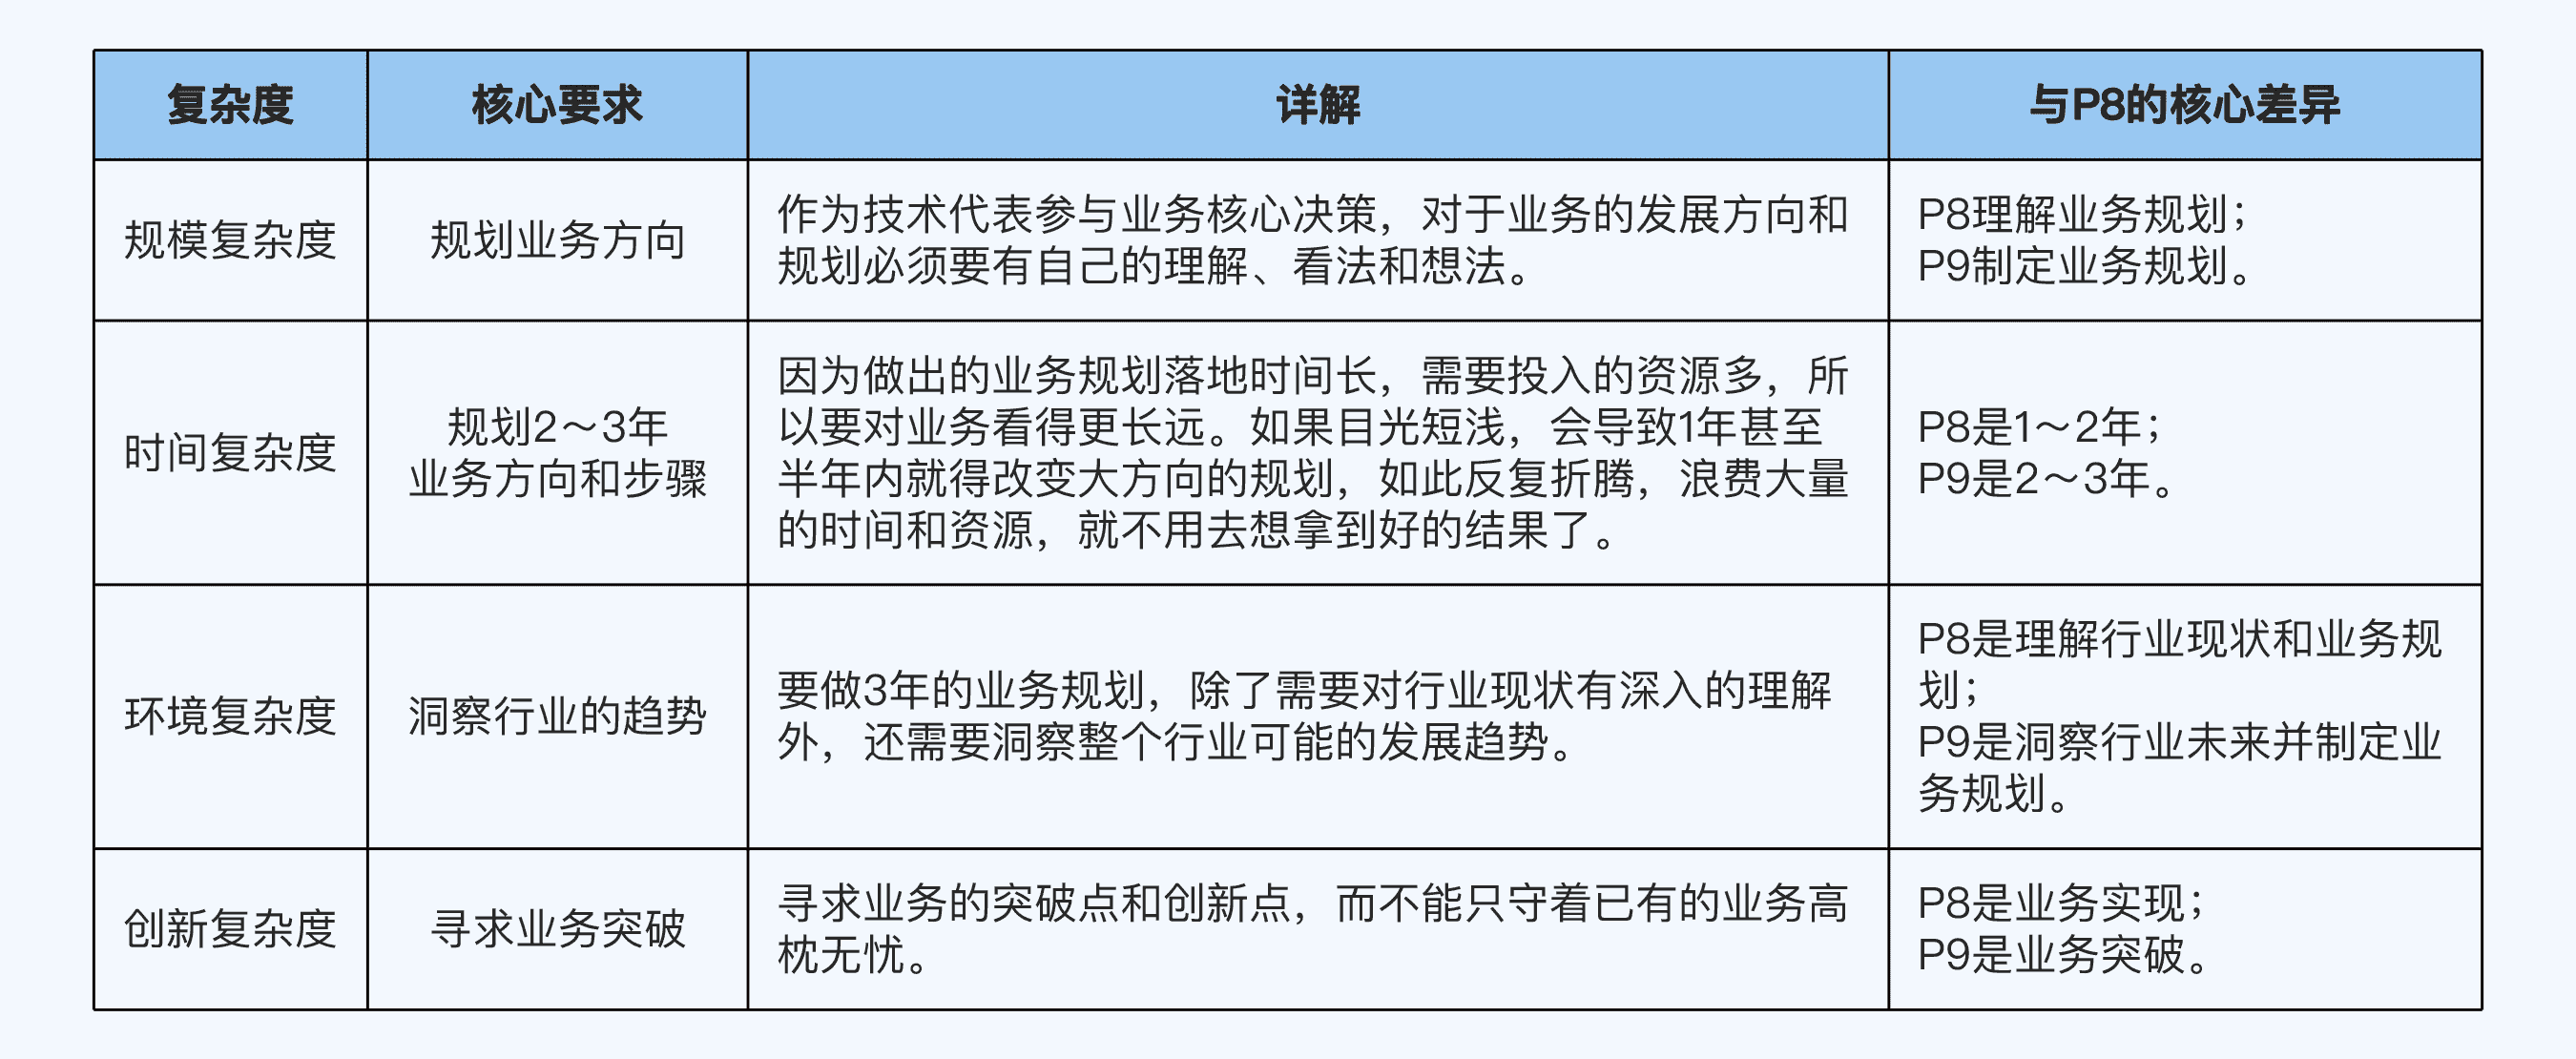 复杂度
核心要求
详解
与P8的核心差异
规模复杂度
规划业务方向
作为技术代表参与业务核心决策，对于业务的发展方向和
规划必须要有自己的理解、看法和想法。
P8理解业务规划；
P9制定业务规划。
时间复杂度
规划2～3年
业务方向和步骤
因为做出的业务规划落地时间长，需要投入的资源多，所
以要对业务看得更长远。如果目光短浅，会导致1年甚至
半年内就得改变大方向的规划，如此反复折腾，浪费大量
的时间和资源，就不用去想拿到好的结果了。
P8是1～2年；
P9是2～3年。
环境复杂度
洞察行业的趋势
要做3年的业务规划，除了需要对行业现状有深入的理解
外，还需要洞察整个行业可能的发展趋势。
P8是理解行业现状和业务规
划；
P9是洞察行业未来并制定业
务规划。
创新复杂度
寻求业务突破
寻求业务的突破点和创新点，而不能只守着已有的业务高
枕无忧。
P8是业务实现；
P9是业务突破。